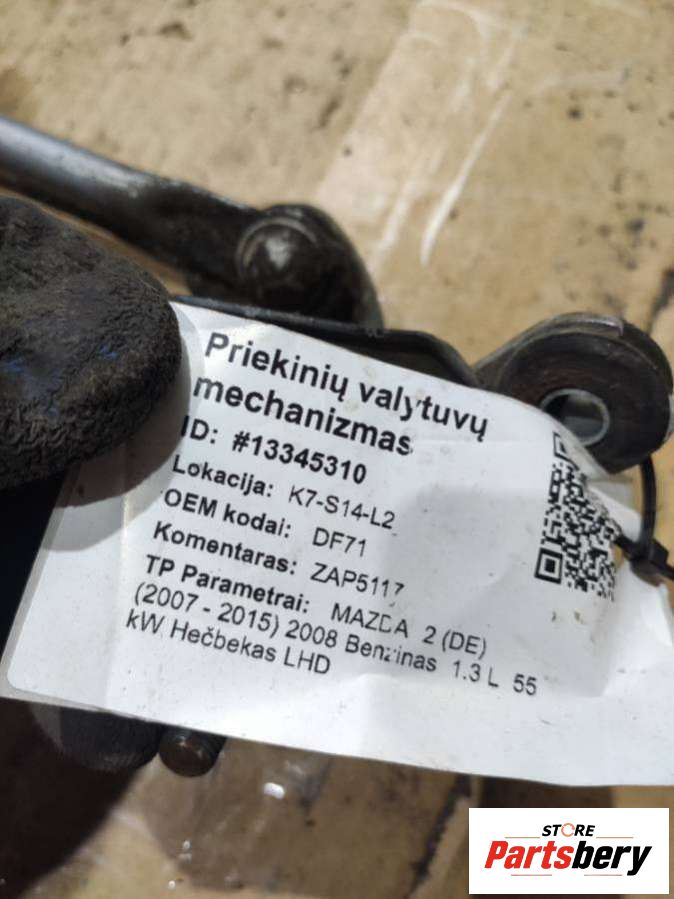 Priekinių valytuvų
mechanizmas
ID: #13345310
Lokacija: K7-S14-L2
OEM kodai: DF71
Komentaras: ZAP5117
TP Parametrai: MAZDA 2 (DE)
(2007 - 2015) 2008 Benzinas 1.3 L 55
kW Hečbekas LHD
STORE
Partsbery